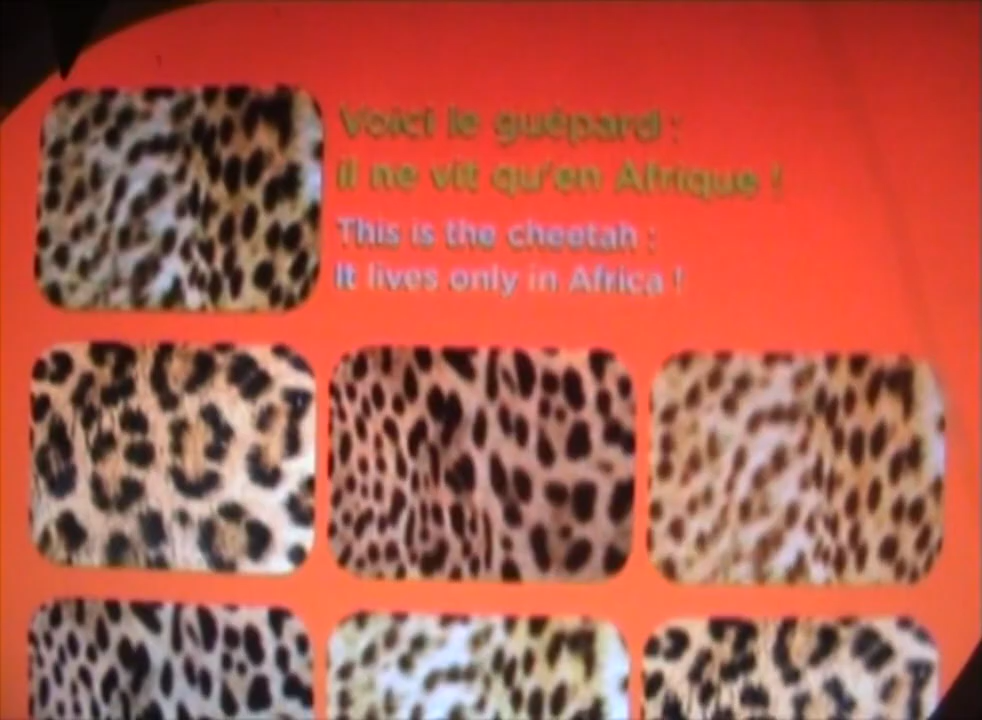 Voici le guépard :
il ne vit qu'en Afrique !
This is the cheetah :
It lives only in Africa !